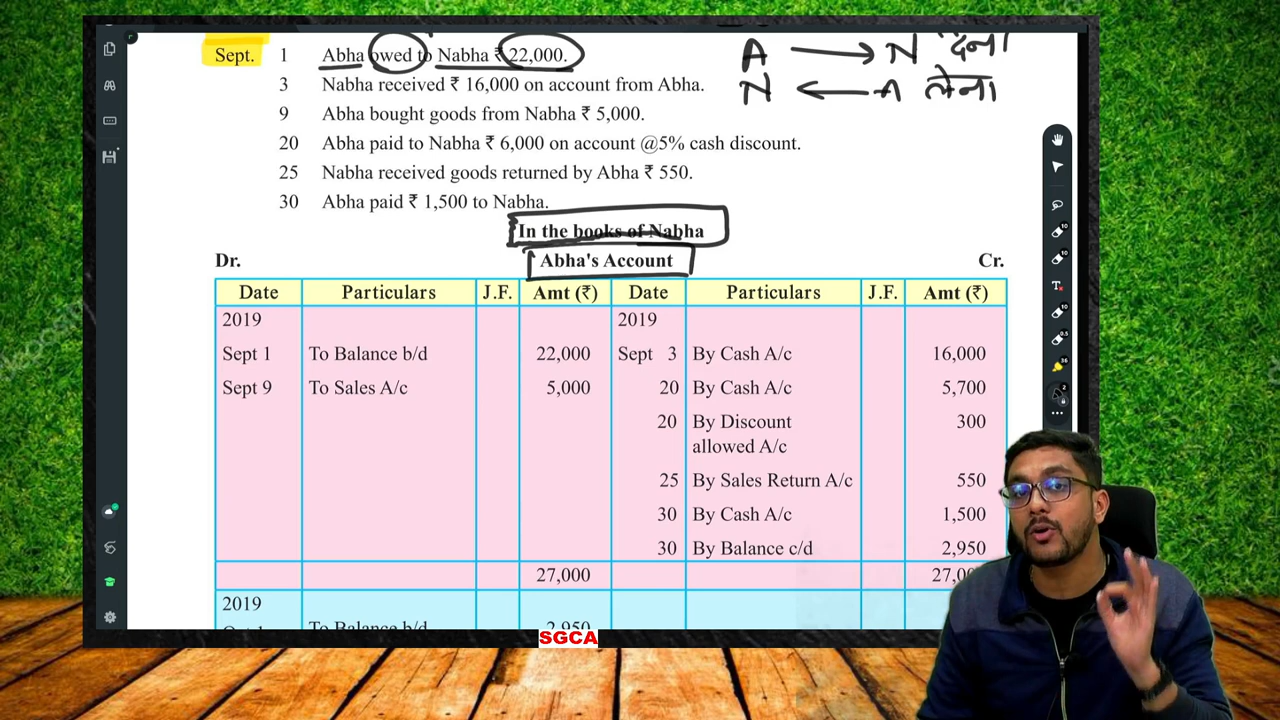 Sept. 1 Abha owed to Nabha ₹ 22,000.
A → N देना
3 Nabha received ₹ 16,000 on account from Abha.
N ← A लेना
9 Abha bought goods from Nabha ₹ 5,000.
20 Abha paid to Nabha ₹ 6,000 on account @5% cash discount.
25 Nabha received goods returned by Abha ₹ 550.
30 Abha paid ₹ 1,500 to Nabha.
In the books of Nabha
Dr. Abha's Account Cr.
Date Particulars J.F. Amt (₹) Date Particulars J.F. Amt (₹)
2019 2019
Sept 1 To Balance b/d 22,000 Sept 3 By Cash A/c 16,000
Sept 9 To Sales A/c 5,000 20 By Cash A/c 5,700
20 By Discount 300
allowed A/c
25 By Sales Return A/c 550
30 By Cash A/c 1,500
30 By Balance c/d 2,950
27,000
2019
To Balance b/d 2,950
SGCA